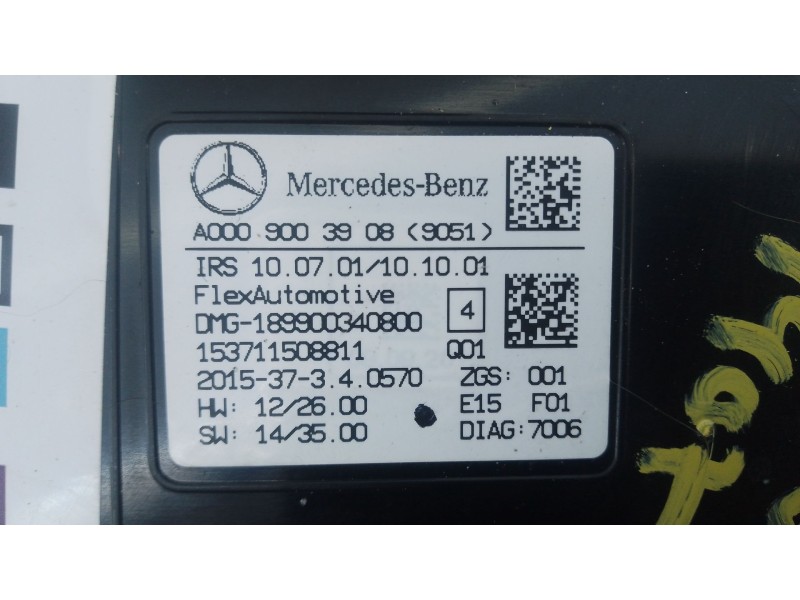 Mercedes-Benz
A000 900 39 08 (9051)
IRS 10.07.01/10.10.01
FlexAutomotive
4
DMG-189900340800
153711508811 Q01
2015-37-3.4.0570 ZGS: 001
HW: 12/26.00 E15 F01
SW: 14/35.00 DIAG:7006